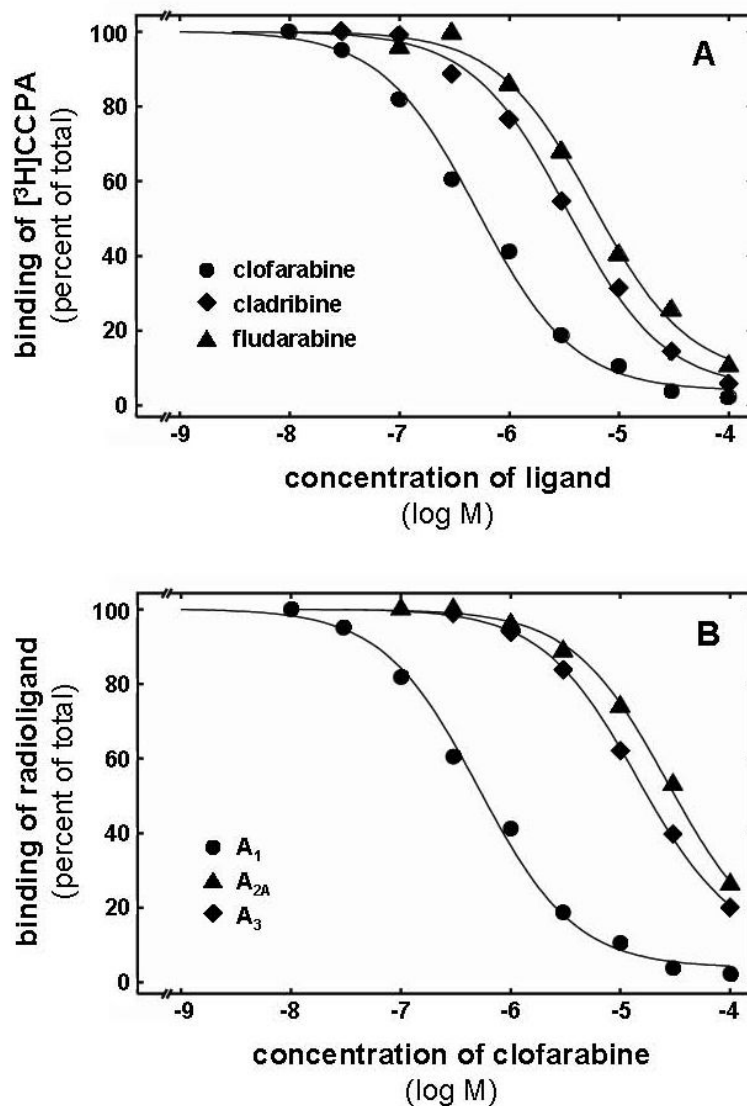 A
binding of [³H]CCPA
(percent of total)
100
80
60
40
20
0
clofarabine
cladribine
fludarabine
-9 -8 -7 -6 -5 -4
concentration of ligand
(log M)
B
binding of radioligand
(percent of total)
100
80
60
40
20
0
A₁
A₂A
A₃
-9 -8 -7 -6 -5 -4
concentration of clofarabine
(log M)